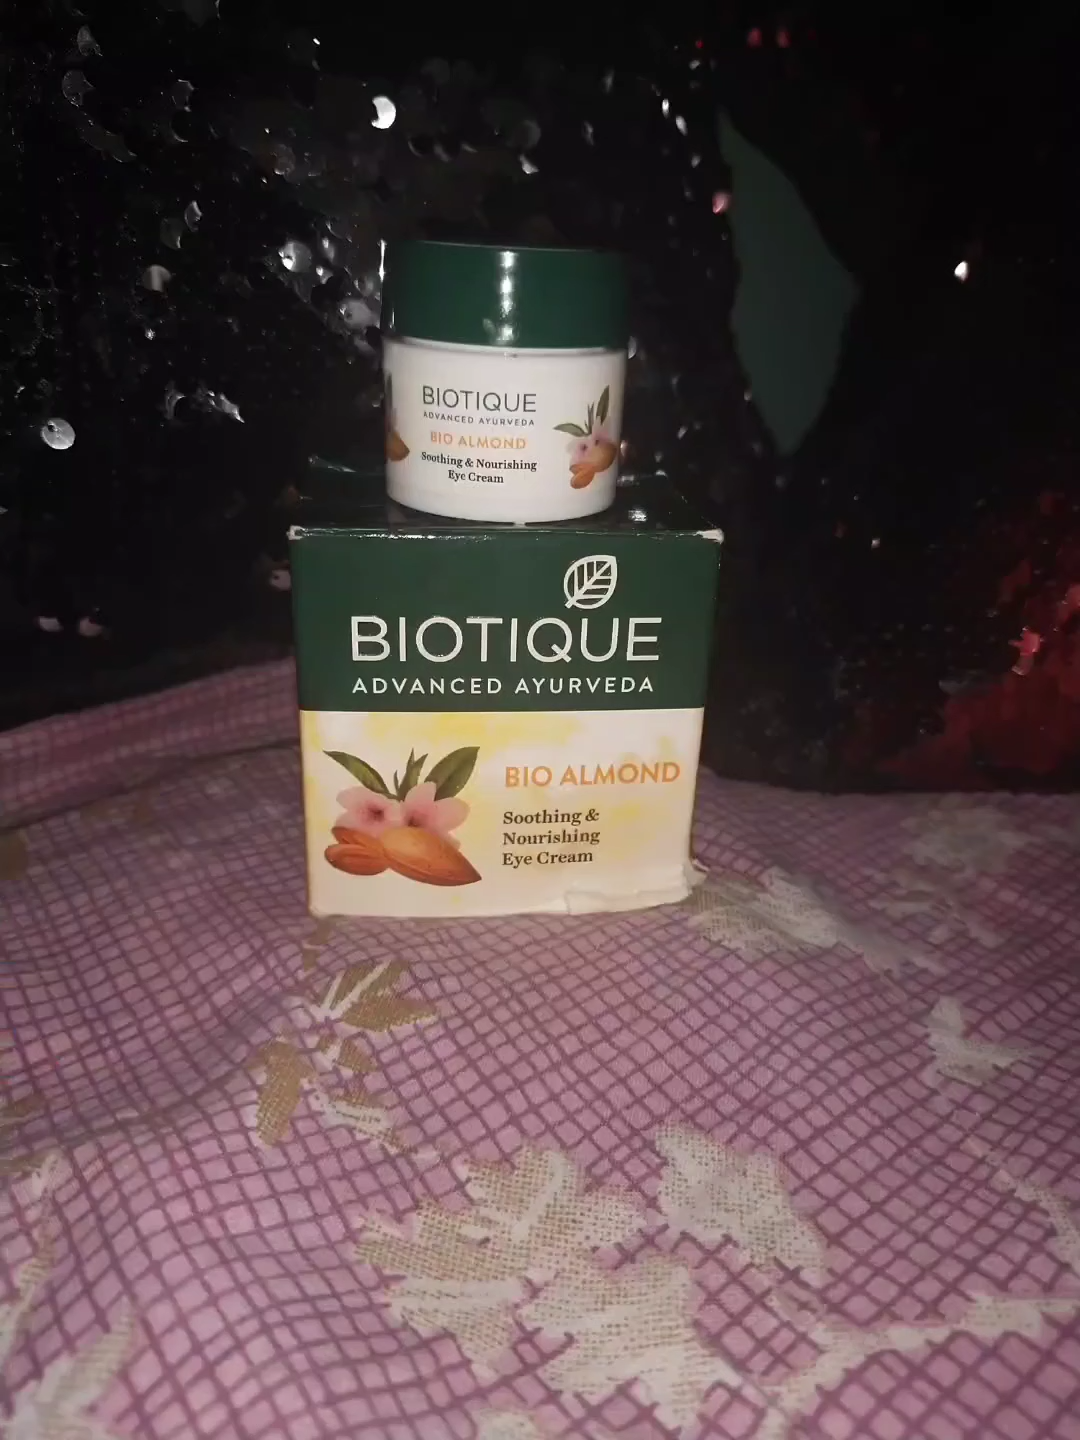 BIOTIQUE
ADVANCED AYURVEDA
BIO ALMOND
Soothing & Nourishing
Eye Cream
BIOTIQUE
ADVANCED AYURVEDA
BIO ALMOND
Soothing &
Nourishing
Eye Cream